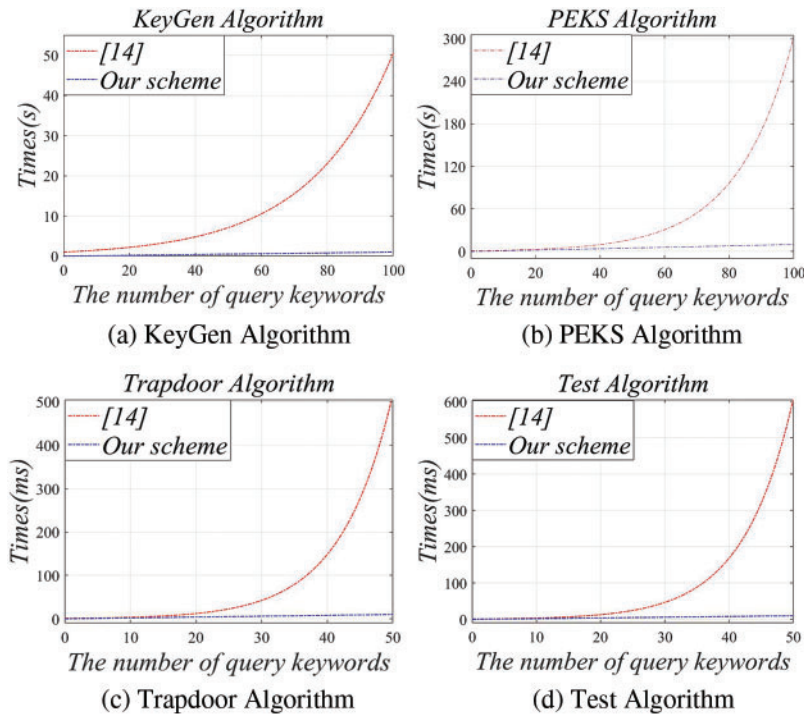 KeyGen Algorithm
[14]
Our scheme
Times(s)
50
40
30
20
10
0
0 20 40 60 80 100
The number of query keywords
(a) KeyGen Algorithm
PEKS Algorithm
[14]
Our scheme
Times(s)
300
240
180
120
60
0
0 20 40 60 80 100
The number of query keywords
(b) PEKS Algorithm
Trapdoor Algorithm
[14]
Our scheme
Times(ms)
500
400
300
200
100
0
0 10 20 30 40 50
The number of query keywords
(c) Trapdoor Algorithm
Test Algorithm
[14]
Our scheme
Times(ms)
600
500
400
300
200
100
0
0 10 20 30 40 50
The number of query keywords
(d) Test Algorithm